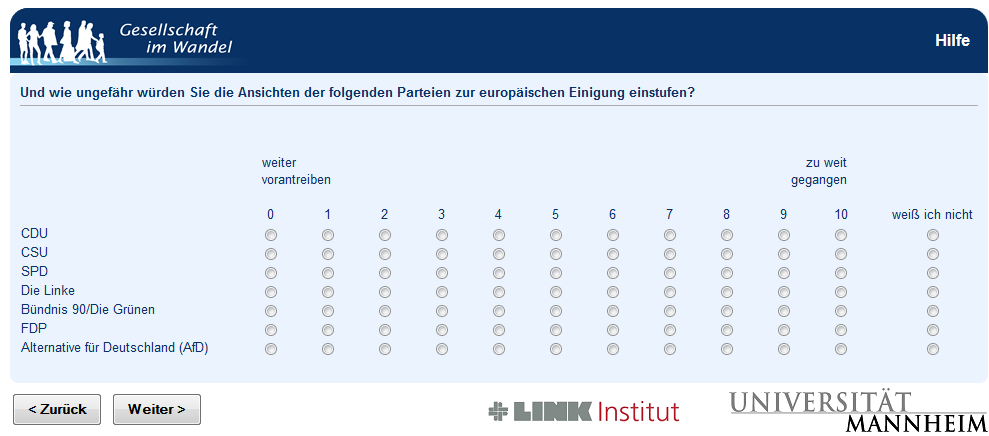 Gesellschaft
im Wandel
Hilfe
Und wie ungefähr würden Sie die Ansichten der folgenden Parteien zur europäischen Einigung einstufen?
weiter zu weit
vorantreiben gegangen
0 1 2 3 4 5 6 7 8 9 10 weiß ich nicht
CDU
CSU
SPD
Die Linke
Bündnis 90/Die Grünen
FDP
Alternative für Deutschland (AfD)
< Zurück Weiter >
LINK Institut
UNIVERSITÄT
MANNHEIM